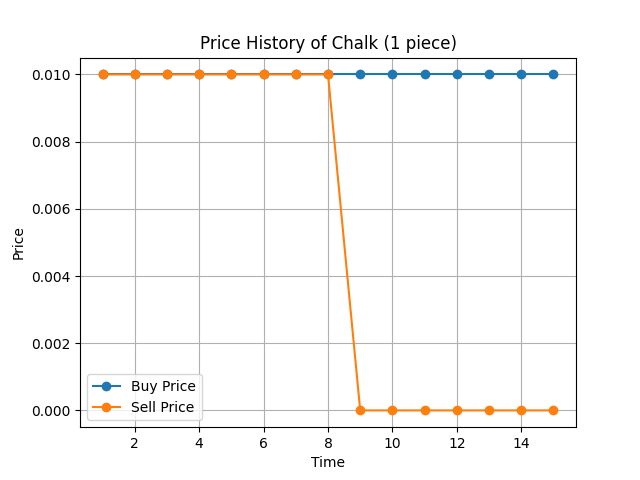 Price History of Chalk (1 piece)
0.010
0.008
0.006
0.004
0.002
0.000
Price
Buy Price
Sell Price
2 4 6 8 10 12 14
Time